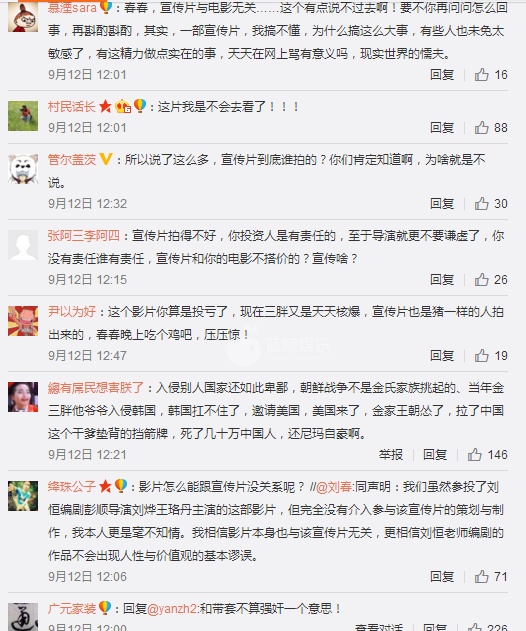 慕湮sara：春春，宣传片与电影无关……这个有点说不过去啊！要不你再问问怎么回
事，再斟酌斟酌，其实，一部宣传片，我搞不懂，为什么搞这么大事，有些人也未免太
敏感了，有这精力做点实在的事，天天在网上骂有意义吗，现实世界的懦夫。
9月12日 12:01 回复 16
村民话长：这片我是不会去看了！！！
9月12日 12:01 回复 88
管尔盖茨：所以说了这么多，宣传片到底谁拍的？你们肯定知道啊，为啥就是不
说。
9月12日 12:32 回复 30
张阿三李阿四：宣传片拍得不好，你投资人是有责任的，至于导演就更不要谦虚了，你
没有责任谁有责任，宣传片和你的电影不搭价的？宣传啥？
9月12日 12:15 回复 26
尹以为好：这个影片你算是投亏了，现在三胖又是天天核爆，宣传片也是猪一样的人拍
出来的，春春晚上吃个鸡吧，压压惊！
9月12日 12:47 回复 19
總有屌民想害朕了：入侵别人国家还如此卑鄙，朝鲜战争不是金氏家族挑起的、当年金
三胖他爷爷入侵韩国，韩国扛不住了，邀请美国，美国来了，金家王朝怂了，拉了中国
这个干爹垫背的挡箭牌，死了几十万中国人，还尼玛自豪啊。
9月12日 12:21 举报 回复 146
绛珠公子：影片怎么能跟宣传片没关系呢？//@刘春:同声明：我们虽然参投了刘
恒编剧彭顺导演刘烨王珞丹主演的这部影片，但完全没有介入参与该宣传片的策划与制
作，我本人更是毫不知情。我相信影片本身也与该宣传片无关，更相信刘恒老师编剧的
作品不会出现人性与价值观的基本谬误。
9月12日 12:06 回复 71
广元家装：回复@yanzh2:和带套不算强奸一个意思！
9月12日 12:00 查看对话 回复 226